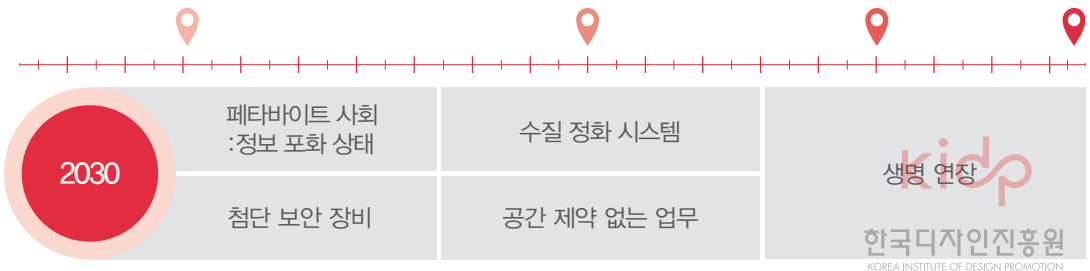 2030
페타바이트 사회
:정보 포화 상태
수질 정화 시스템
첨단 보안 장비
공간 제약 없는 업무
생명 연장
kidp
한국디자인진흥원
KOREA INSTITUTE OF DESIGN PROMOTION